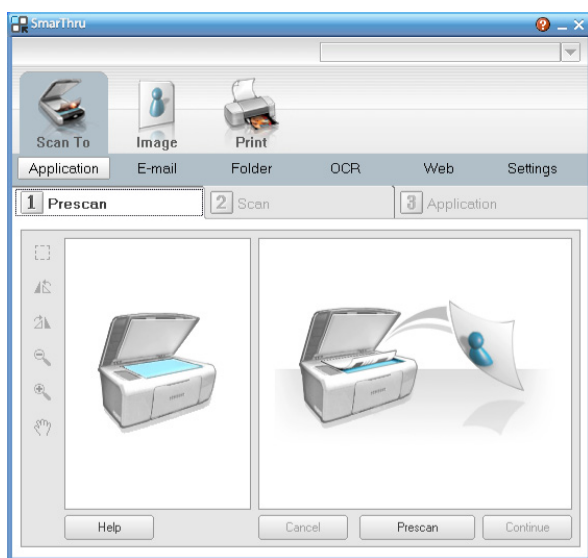 SmarThru
Scan To Image Print
Application E-mail Folder OCR Web Settings
1 Prescan 2 Scan 3 Application
Help Cancel Prescan Continue